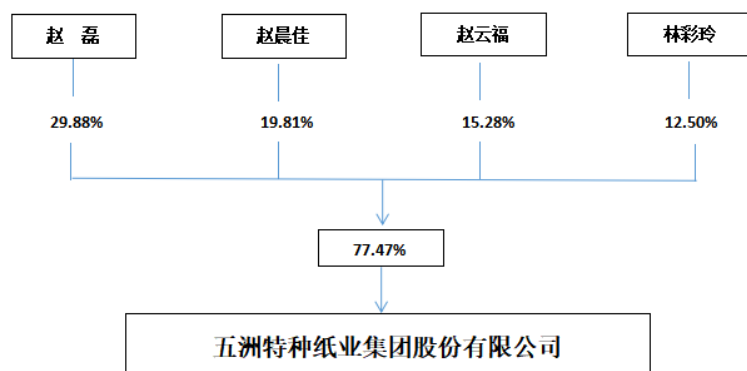 赵 磊
赵晨佳
赵云福
林彩玲
29.88%
19.81%
15.28%
12.50%
77.47%
五洲特种纸业集团股份有限公司